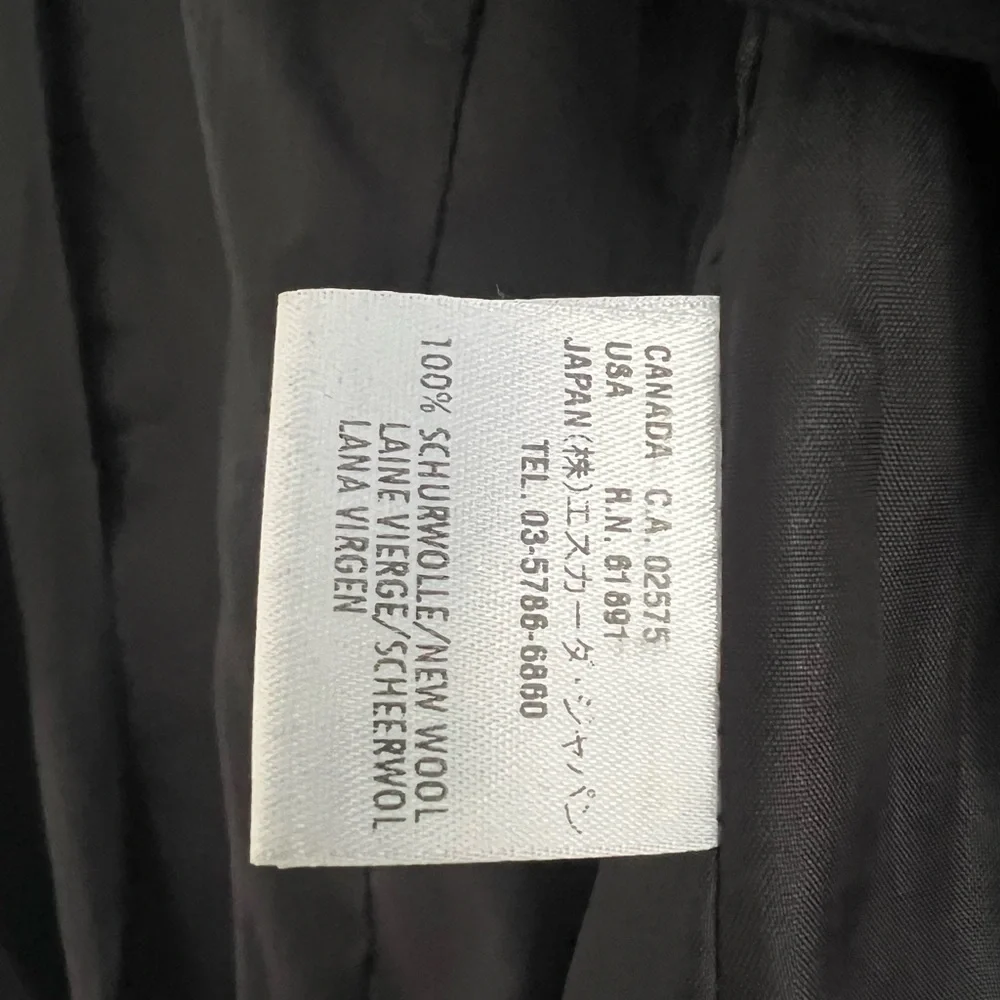 CANADA C.A. 02575
USA R.N. 61891
JAPAN(株)エスカーダ・ジャパン
TEL. 03-5786-6860
100% SCHURWOLLE/NEW WOOL
LAINE VIERGE/SCHEERWOL
LANA VIRGEN